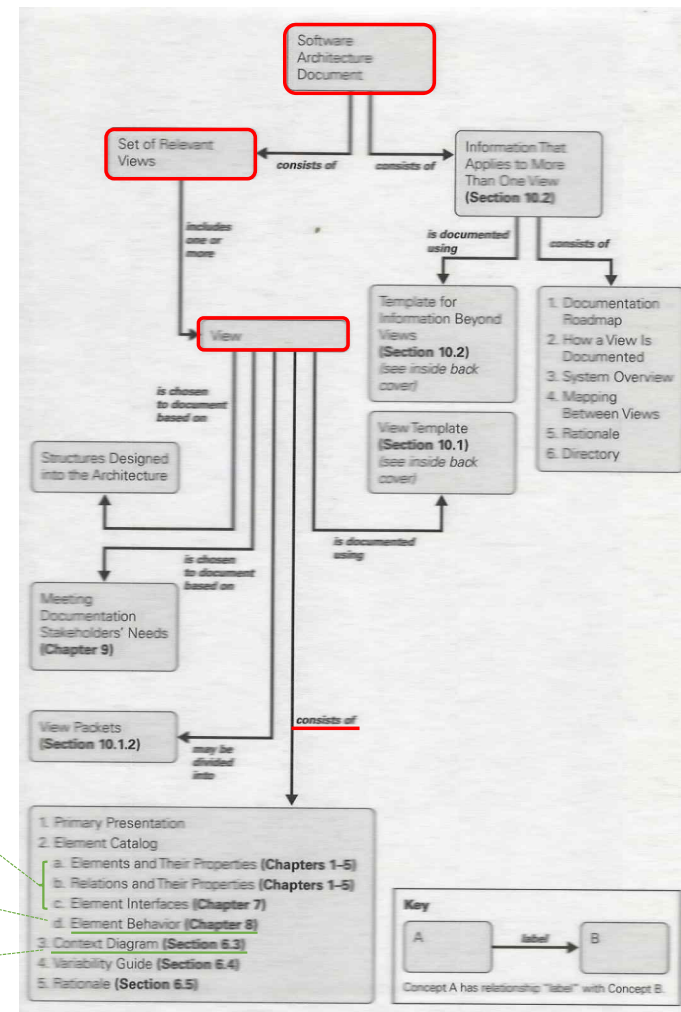 Software
Architecture
Document
Set of Relevant
Views
consists of
consists of
Information That
Applies to More
Than One View
(Section 10.2)
includes
one or
more
is documented
using
consists of
Template for
Information Beyond
Views
(Section 10.2)
(see inside back
cover)
1. Documentation
Roadmap
2. How a View Is
Documented
3. System Overview
4. Mapping
Between Views
5. Rationale
6. Directory
View
is chosen
to document
based on
View Template
(Section 10.1)
(see inside back
cover)
Structures Designed
into the Architecture
is documented
using
is chosen
to document
based on
Meeting
Documentation
Stakeholders' Needs
(Chapter 9)
View Packets
(Section 10.1.2)
may be
divided
into
consists of
1. Primary Presentation
2. Element Catalog
a. Elements and Their Properties (Chapters 1–5)
b. Relations and Their Properties (Chapters 1–5)
c. Element Interfaces (Chapter 7)
d. Element Behavior (Chapter 8)
3. Context Diagram (Section 6.3)
4. Variability Guide (Section 6.4)
5. Rationale (Section 6.5)
Key
A
label
B
Concept A has relationship "label" with Concept B.